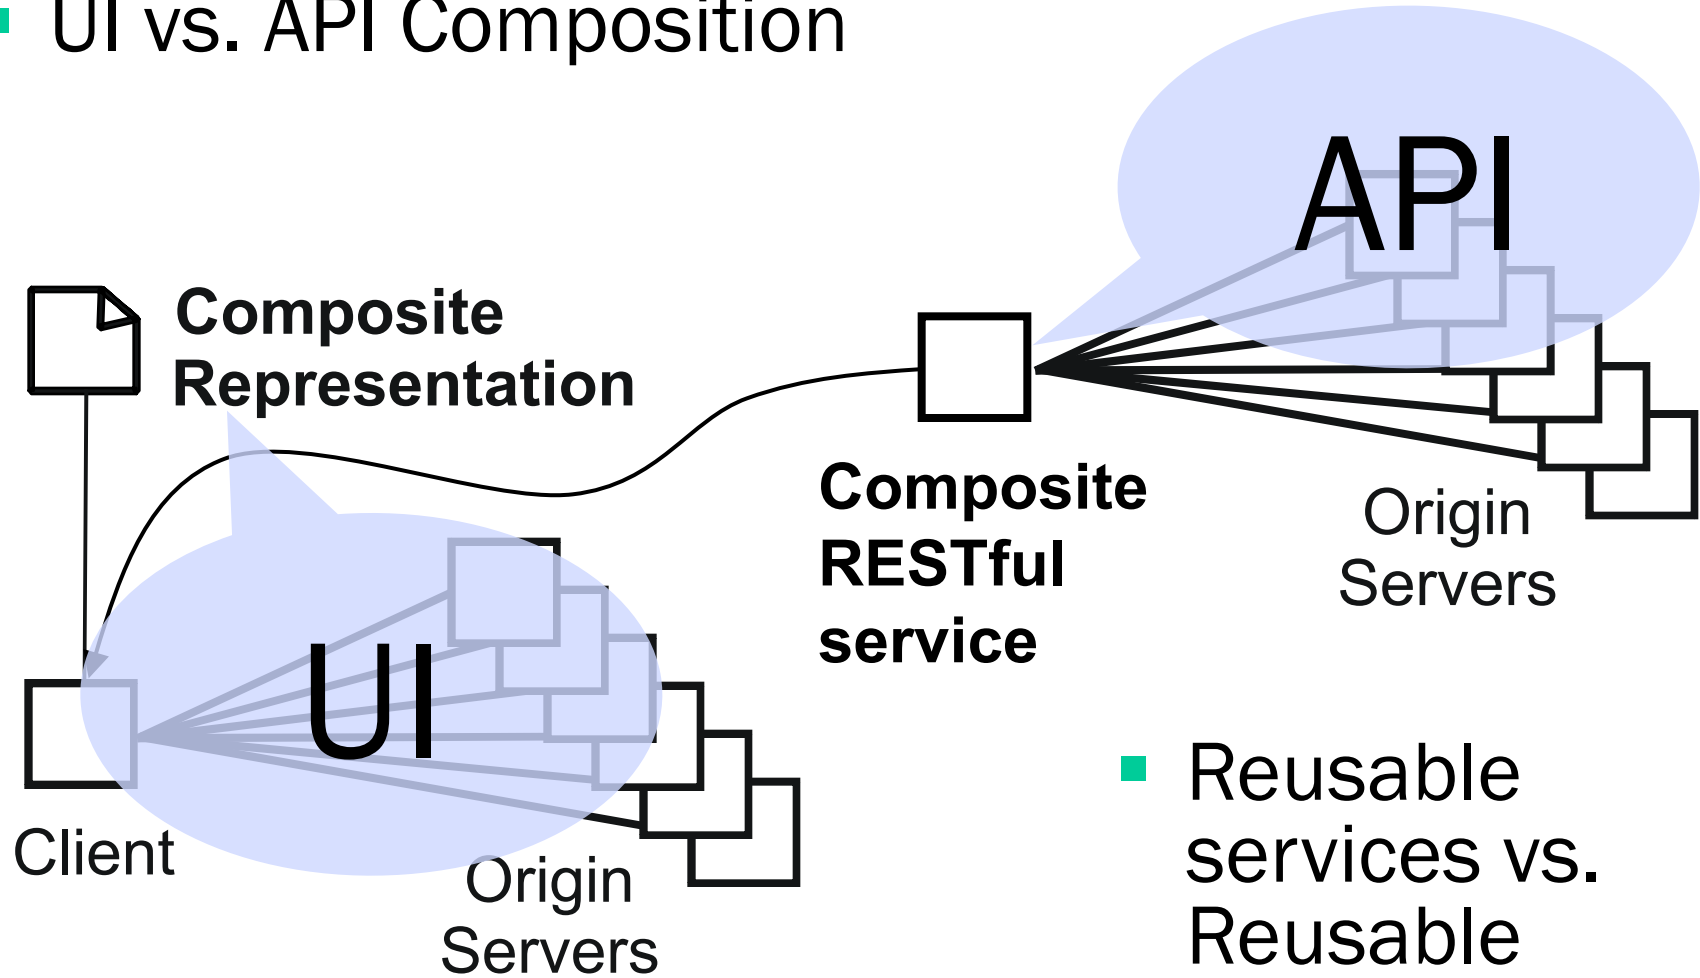 UI vs. API Composition
API
Composite
Representation
Composite
RESTful
service
Origin
Servers
UI
Client
Origin
Servers
Reusable
services vs.
Reusable